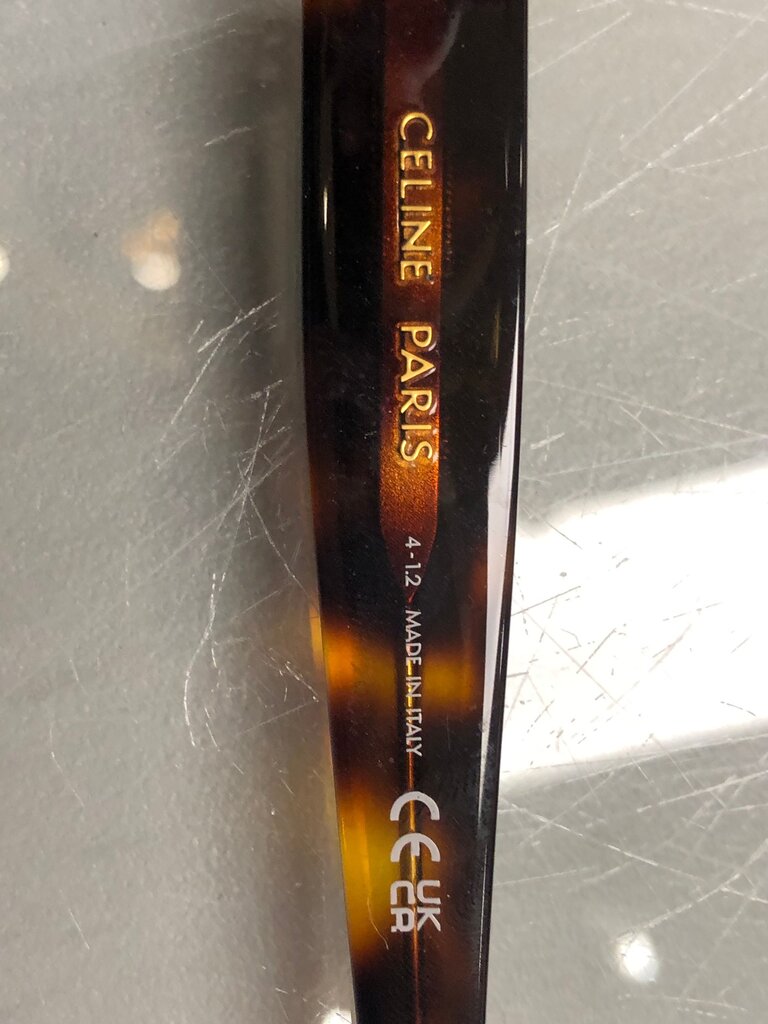 CELINE PARIS
4-1.2 MADE IN ITALY CE UK
CA